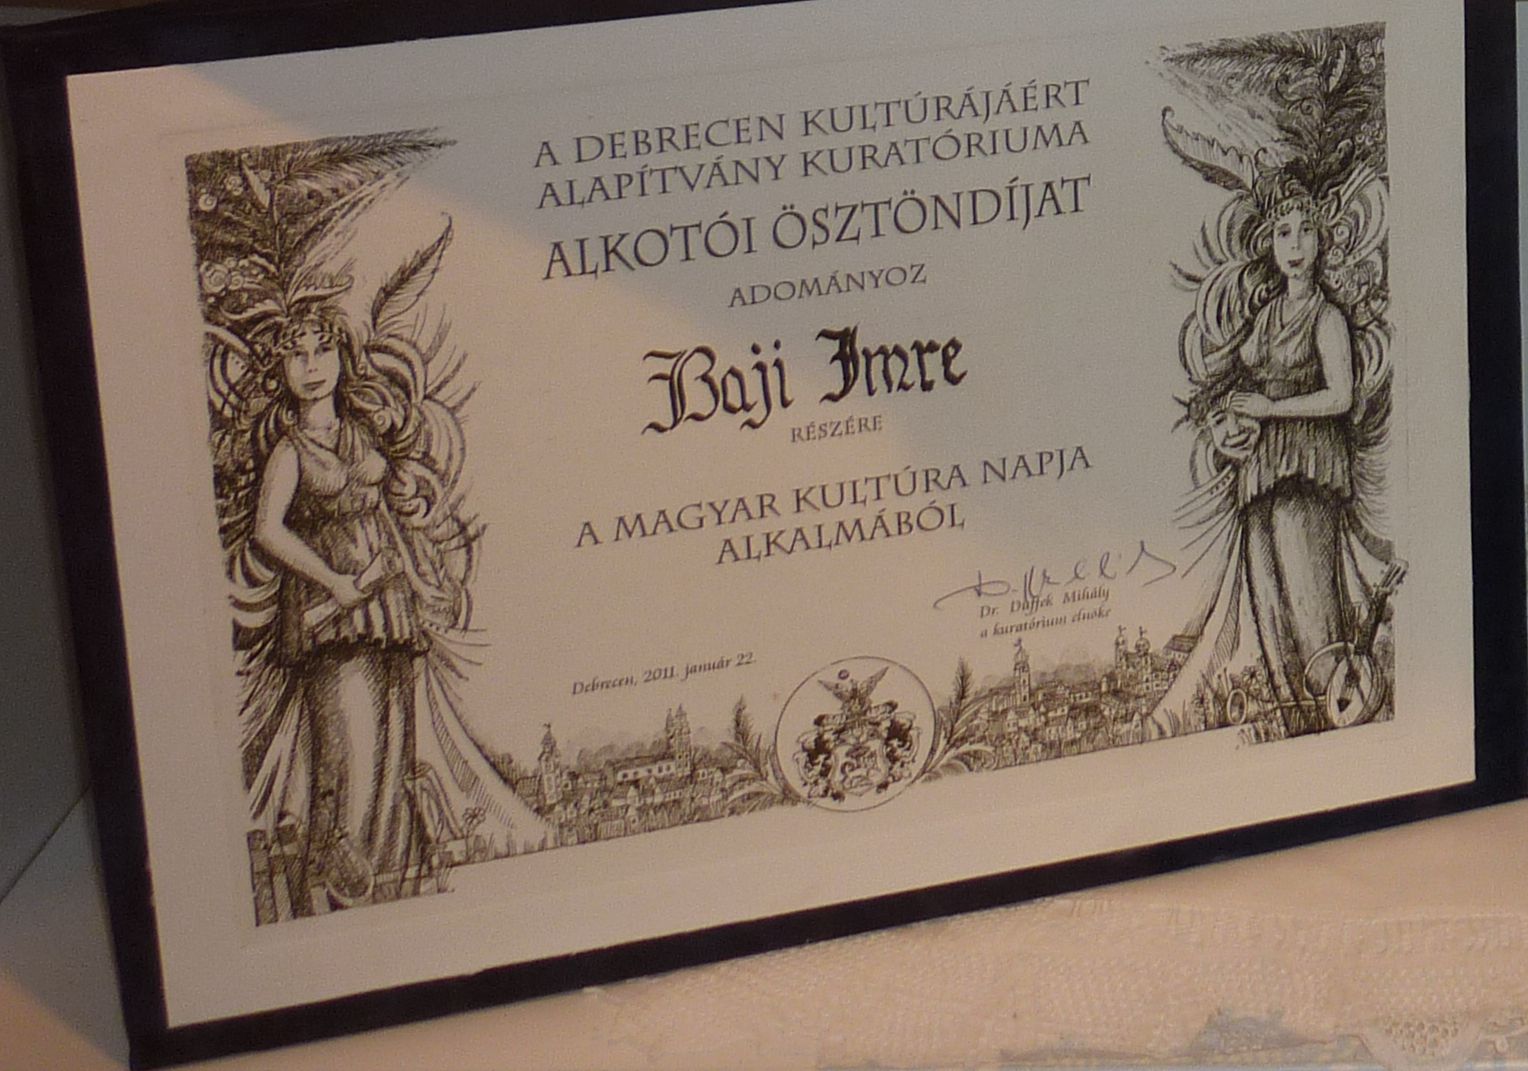 A DEBRECEN KULTÚRÁJÁÉRT
ALAPÍTVÁNY KURATÓRIUMA
ALKOTÓI ÖSZTÖNDÍJAT
ADOMÁNYOZ
Baji Imre
RÉSZÉRE
A MAGYAR KULTÚRA NAPJA
ALKALMÁBÓL
Dr. Duffek Mihály
a kuratórium elnöke
Debrecen, 2011. január 22.